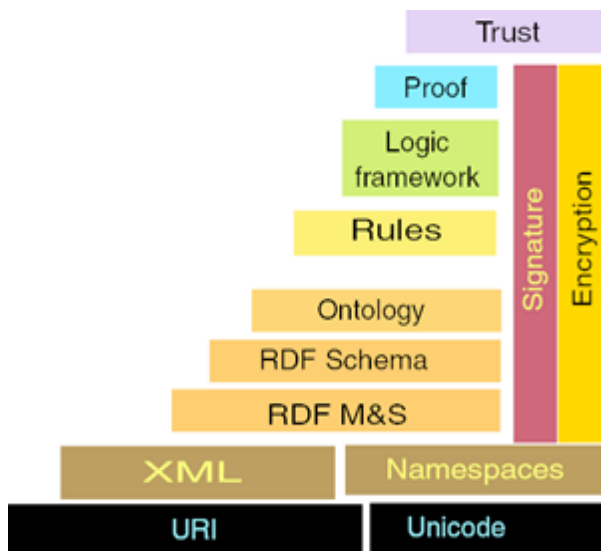 Trust
Proof
Logic
framework
Rules
Ontology
RDF Schema
RDF M&S
Signature
Encryption
XML
Namespaces
URI
Unicode